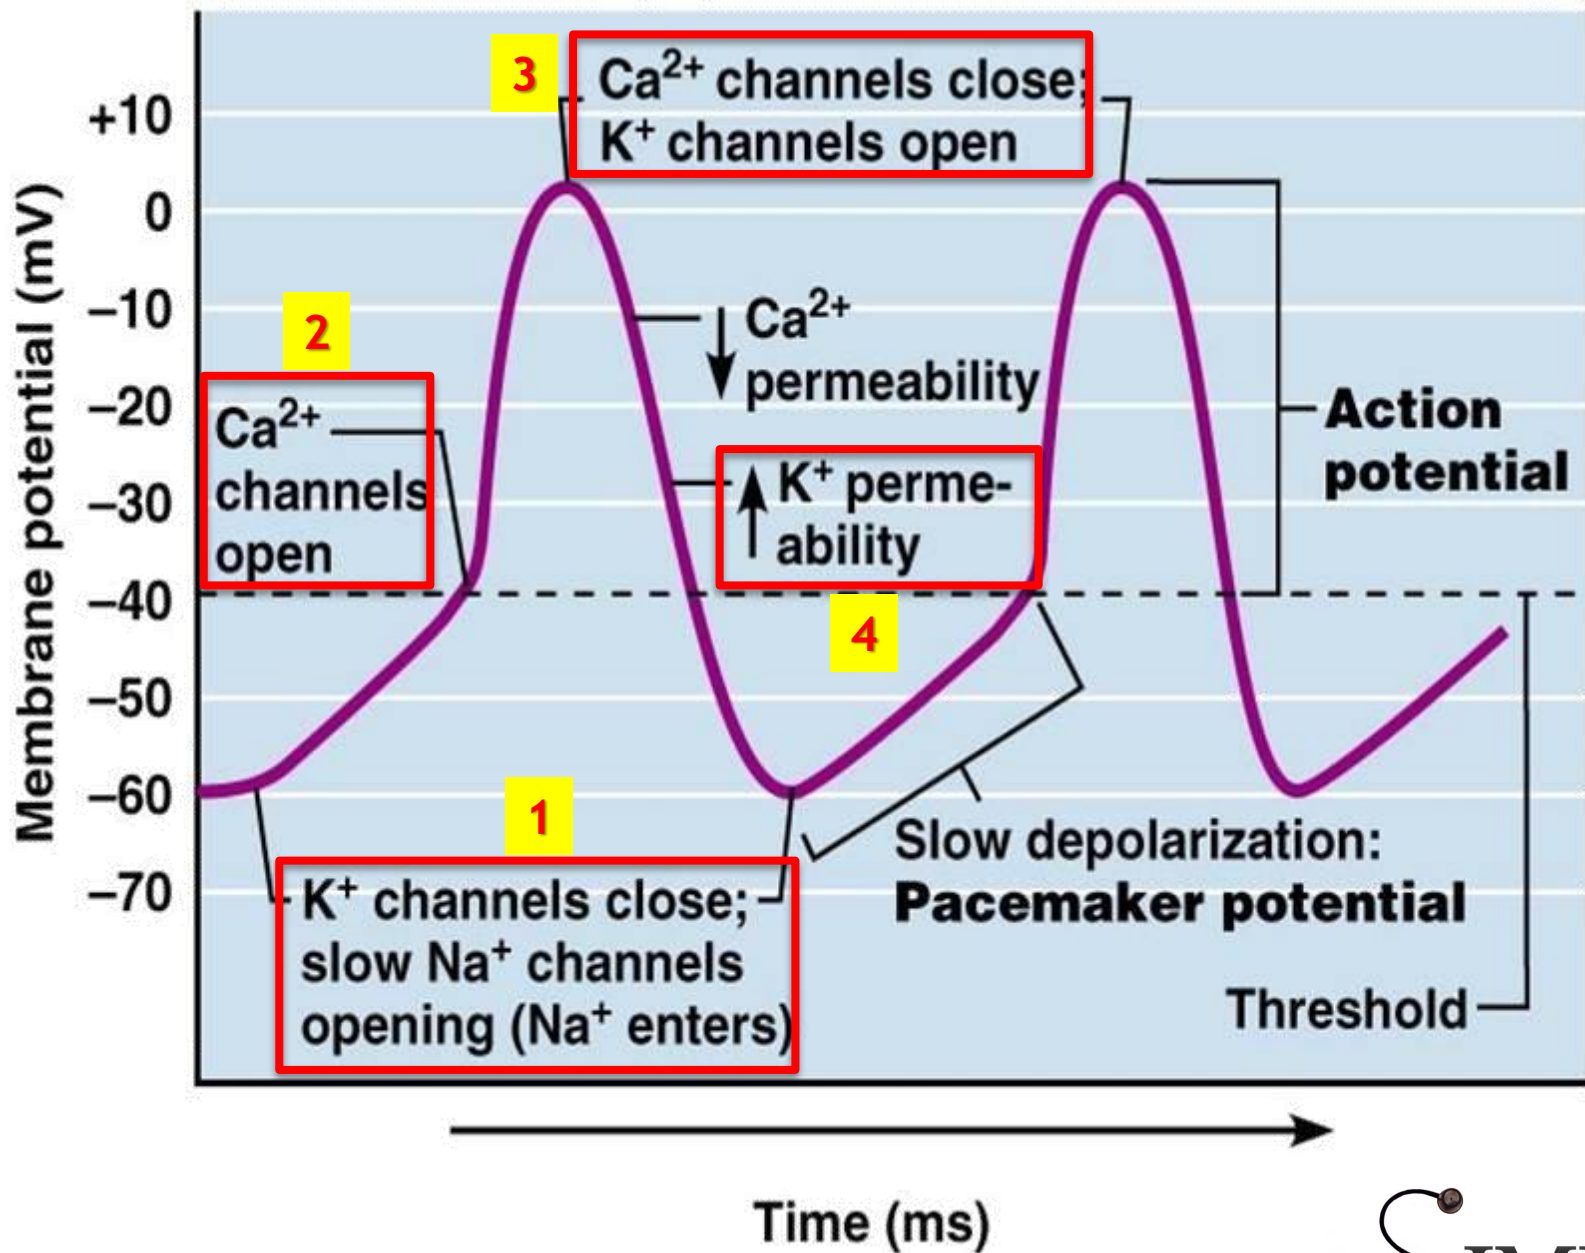 3
Ca2+ channels close;
K+ channels open
+10
0
–10
–20
–30
–40
–50
–60
–70
Membrane potential (mV)
2
Ca2+
channels
open
Ca2+
permeability
K+ perme-
ability
4
Action
potential
1
K+ channels close;
slow Na+ channels
opening (Na+ enters)
Slow depolarization:
Pacemaker potential
Threshold
Time (ms)